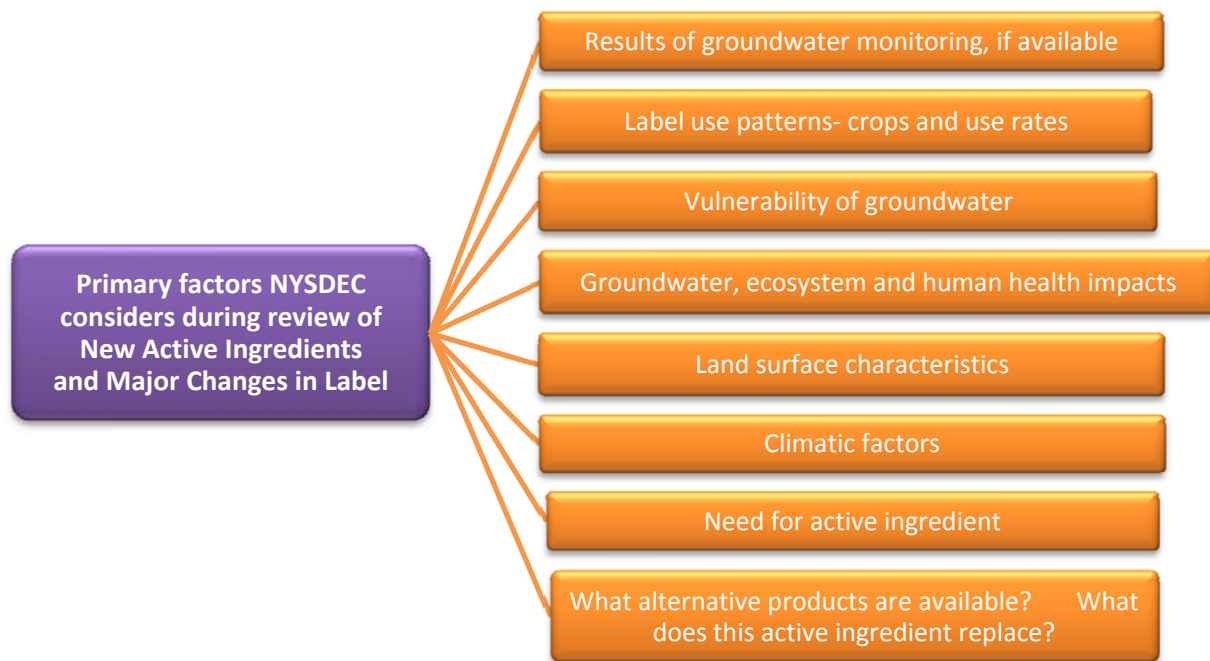 Results of groundwater monitoring, if available
Label use patterns- crops and use rates
Vulnerability of groundwater
Primary factors NYSDEC
considers during review of
New Active Ingredients
and Major Changes in Label
Groundwater, ecosystem and human health impacts
Land surface characteristics
Climatic factors
Need for active ingredient
What alternative products are available? What
does this active ingredient replace?